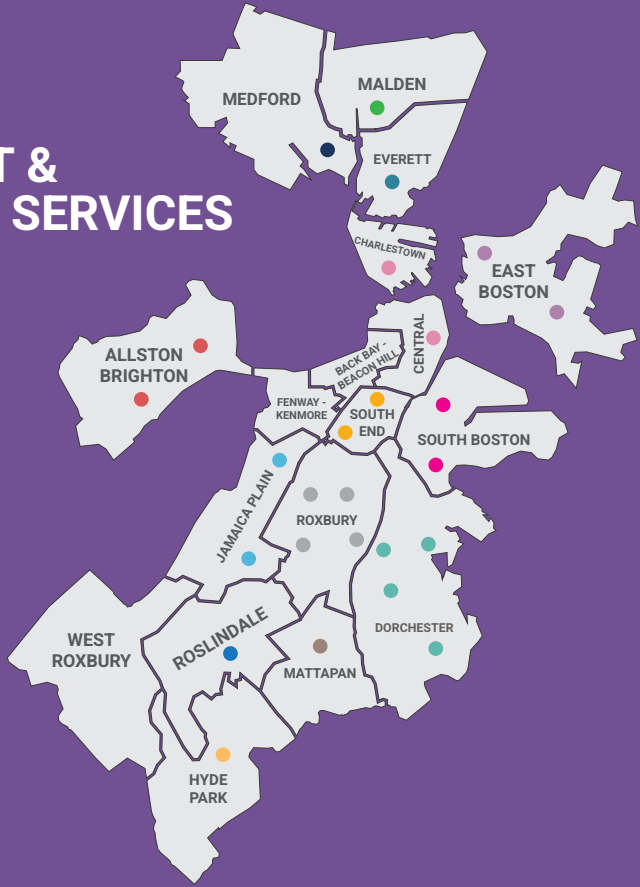 T &
SERVICES
MEDFORD
MALDEN
EVERETT
CHARLESTOWN
EAST
BOSTON
ALLSTON
BRIGHTON
BACK BAY -
BEACON HILL
CENTRAL
FENWAY -
KENMORE
SOUTH
END
SOUTH BOSTON
JAMAICA PLAIN
ROXBURY
DORCHESTER
WEST
ROXBURY
ROSLINDALE
MATTAPAN
HYDE
PARK